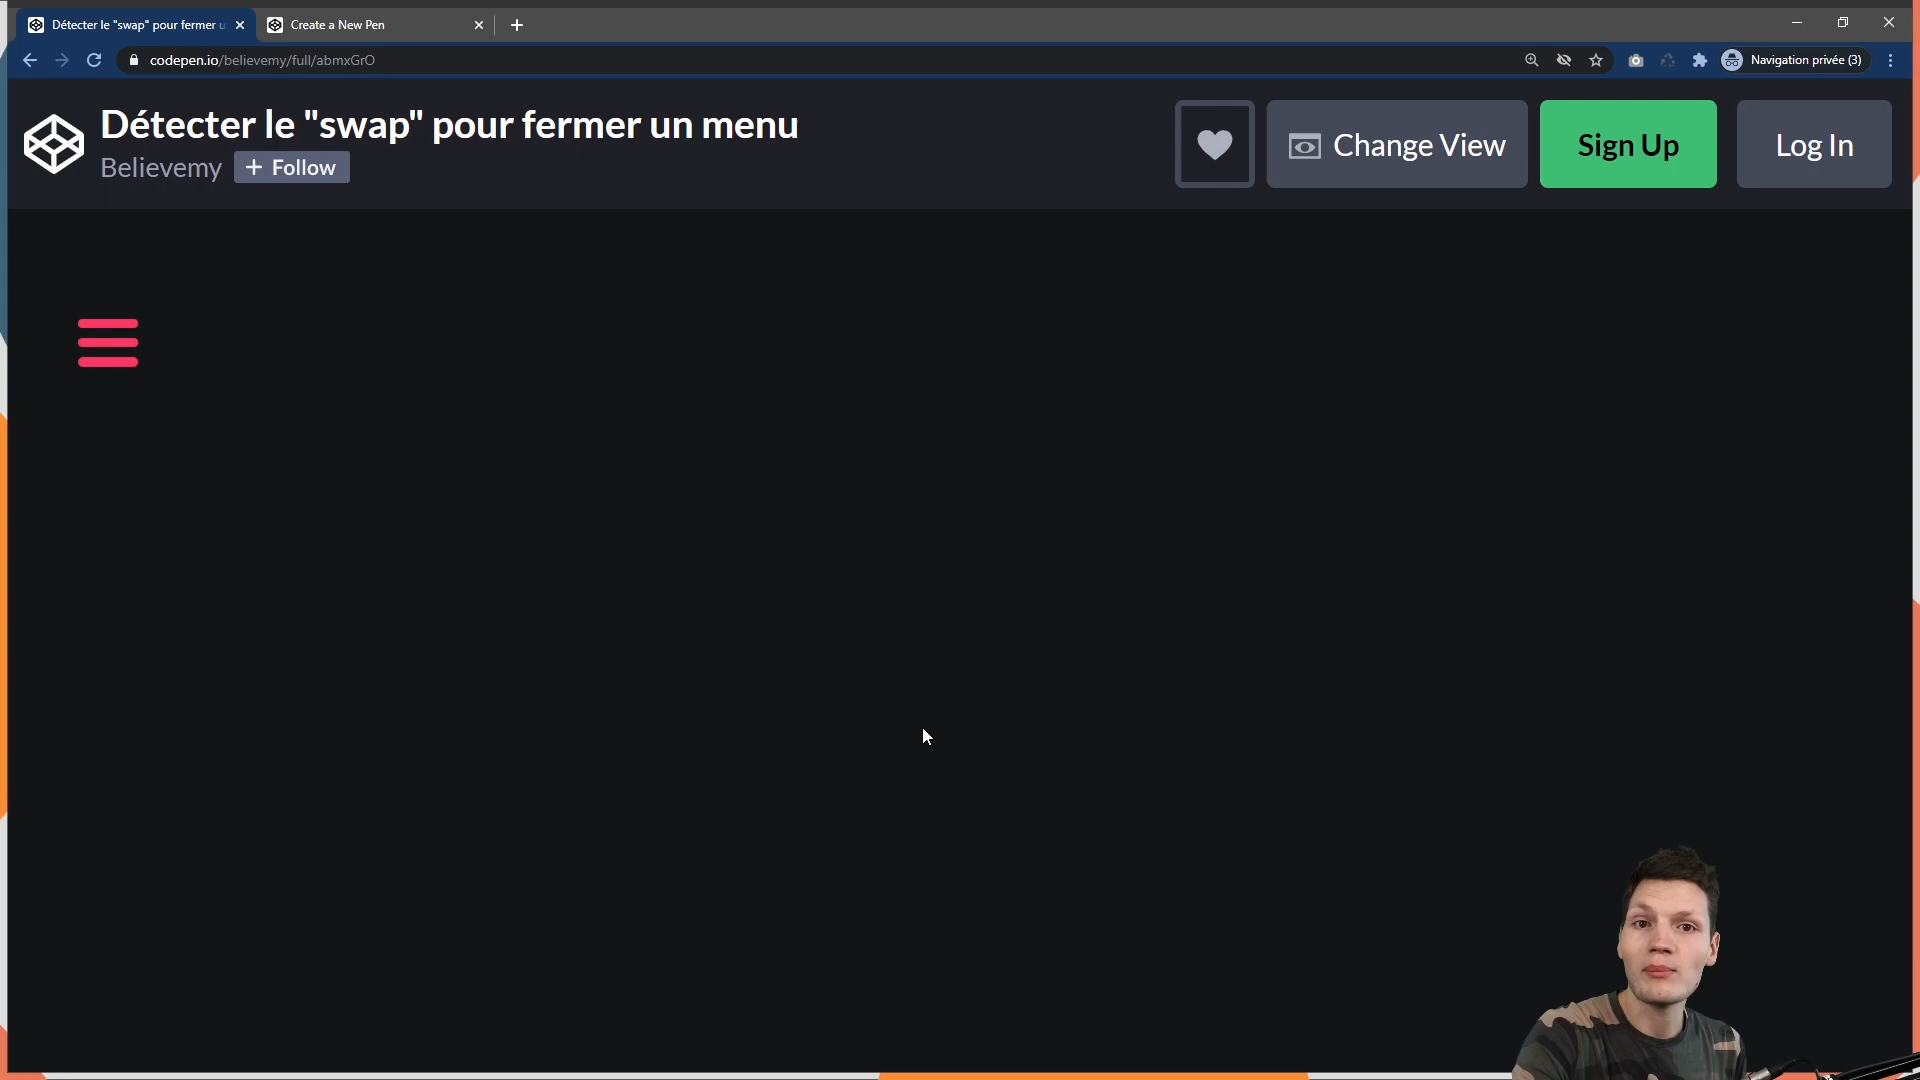 Détecter le "swap" pour fermer u
Create a New Pen
codepen.io/believemy/full/abmxGrO
Navigation privée (3)
Détecter le "swap" pour fermer un menu
Believemy
+ Follow
Change View
Sign Up
Log In